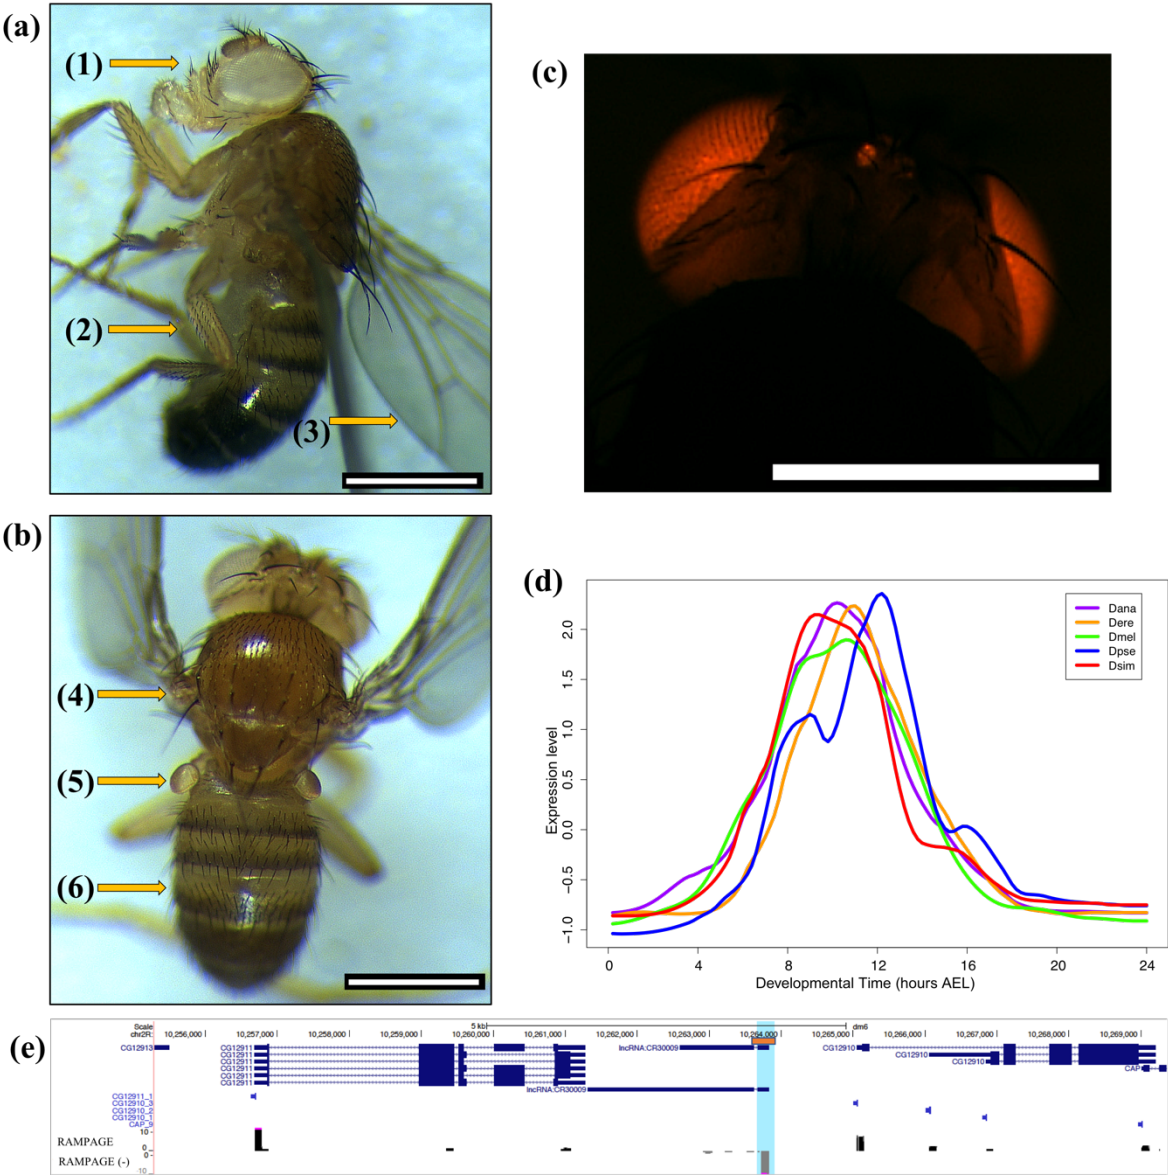 (a)
(1)
(2)
(3)
(b)
(4)
(5)
(6)
(c)
(d)
Expression level
2.0
1.5
1.0
0.5
0.0
−0.5
−1.0
Dana
Dere
Dmel
Dpse
Dsim
0 4 8 12 16 20 24
Developmental Time (hours AEL)
(e)
Scale 5 kb dm6
chr2R: 10,256,000 10,257,000 10,258,000 10,259,000 10,260,000 10,261,000 10,262,000 10,263,000 10,264,000 10,265,000 10,266,000 10,267,000 10,268,000 10,269,000
CG12913 CG12911 lncRNA:CR30009 CG12910
CG12911 CG12910
CG12911 CG12910
CG12911
CG12911 CAP
CG12911
lncRNA:CR30009
CG12911_1
CG12910_3
CG12910_2
CG12910_1
CAP_9
10
RAMPAGE
0
0
RAMPAGE (-)
-10